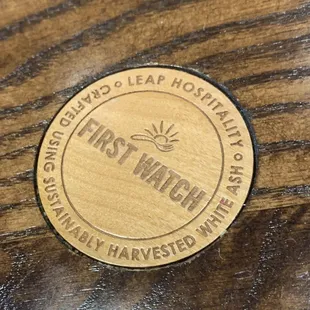 FIRST WATCH
LEAP HOSPITALITY
CRAFTED USING SUSTAINABLY HARVESTED WHITE ASH